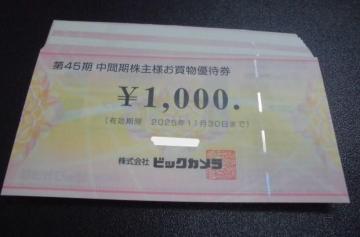 第45期 中間期株主様お買物優待券
¥1,000.
(有効期限 2025年11月30日まで)
株式会社 ビックカメラ